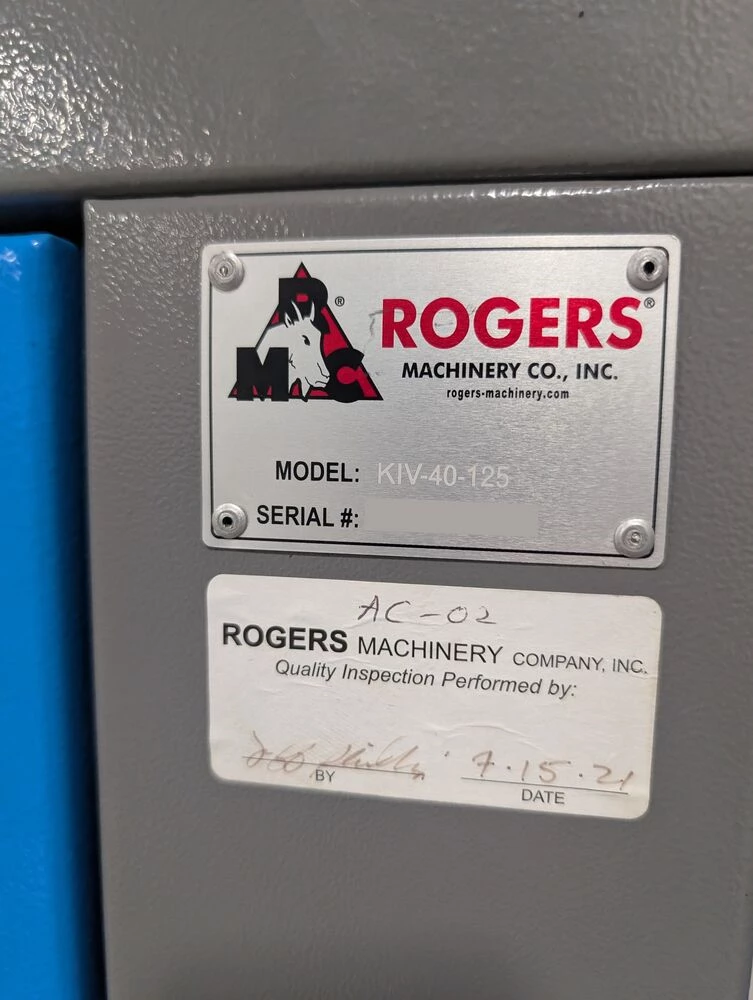 RMC®
ROGERS®
MACHINERY CO., INC.
rogers-machinery.com
MODEL: KIV-40-125
SERIAL #:
AC-02
ROGERS MACHINERY COMPANY, INC.
Quality Inspection Performed by:
7.15.21
BY
DATE